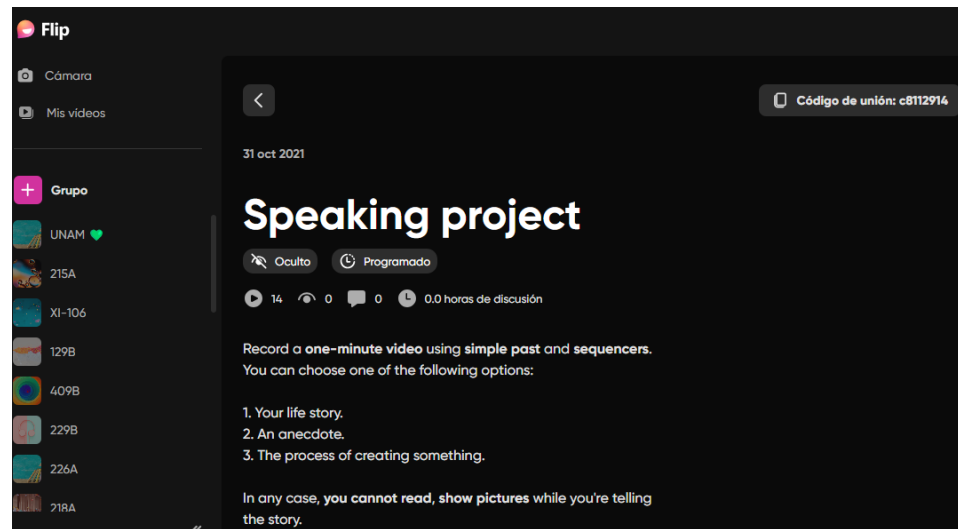 Flip
Cámara
Mis vídeos
Grupo
UNAM
215A
XI-106
129B
409B
229B
226A
218A
Código de unión: c8112914
31 oct 2021
Speaking project
Oculto
Programado
14
0
0
0.0 horas de discusión
Record a one-minute video using simple past and sequencers.
You can choose one of the following options:
1. Your life story.
2. An anecdote.
3. The process of creating something.
In any case, you cannot read, show pictures while you're telling
the story.